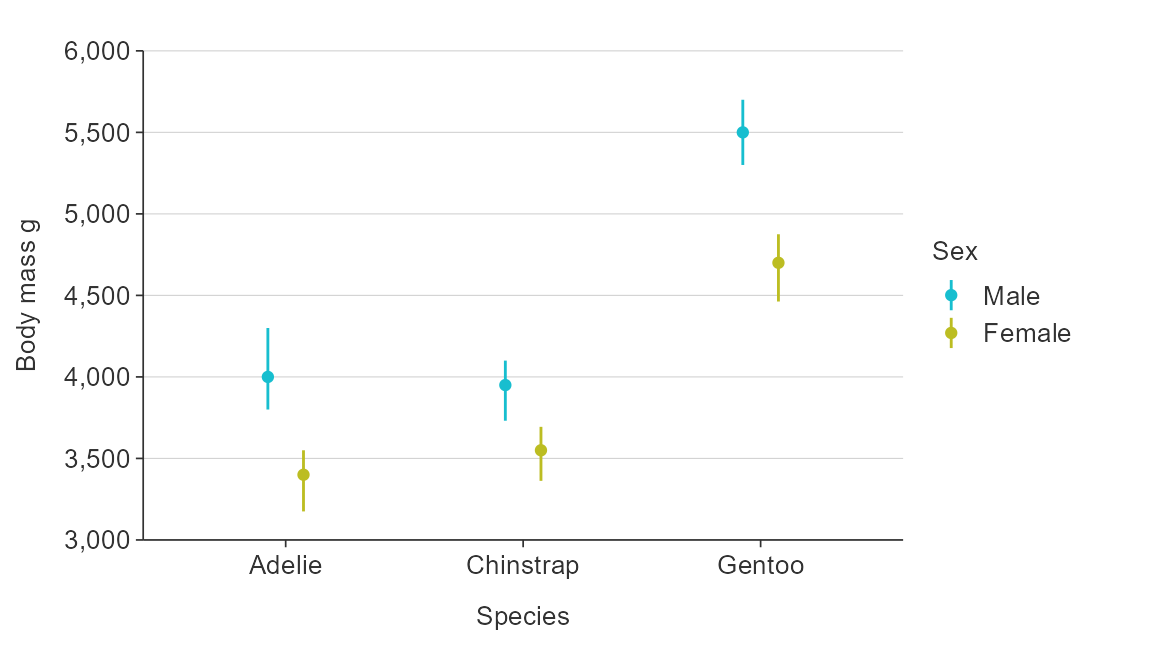 6,000
5,500
5,000
4,500
4,000
3,500
3,000
Body mass g
Adelie Chinstrap Gentoo
Species
Sex
Male
Female